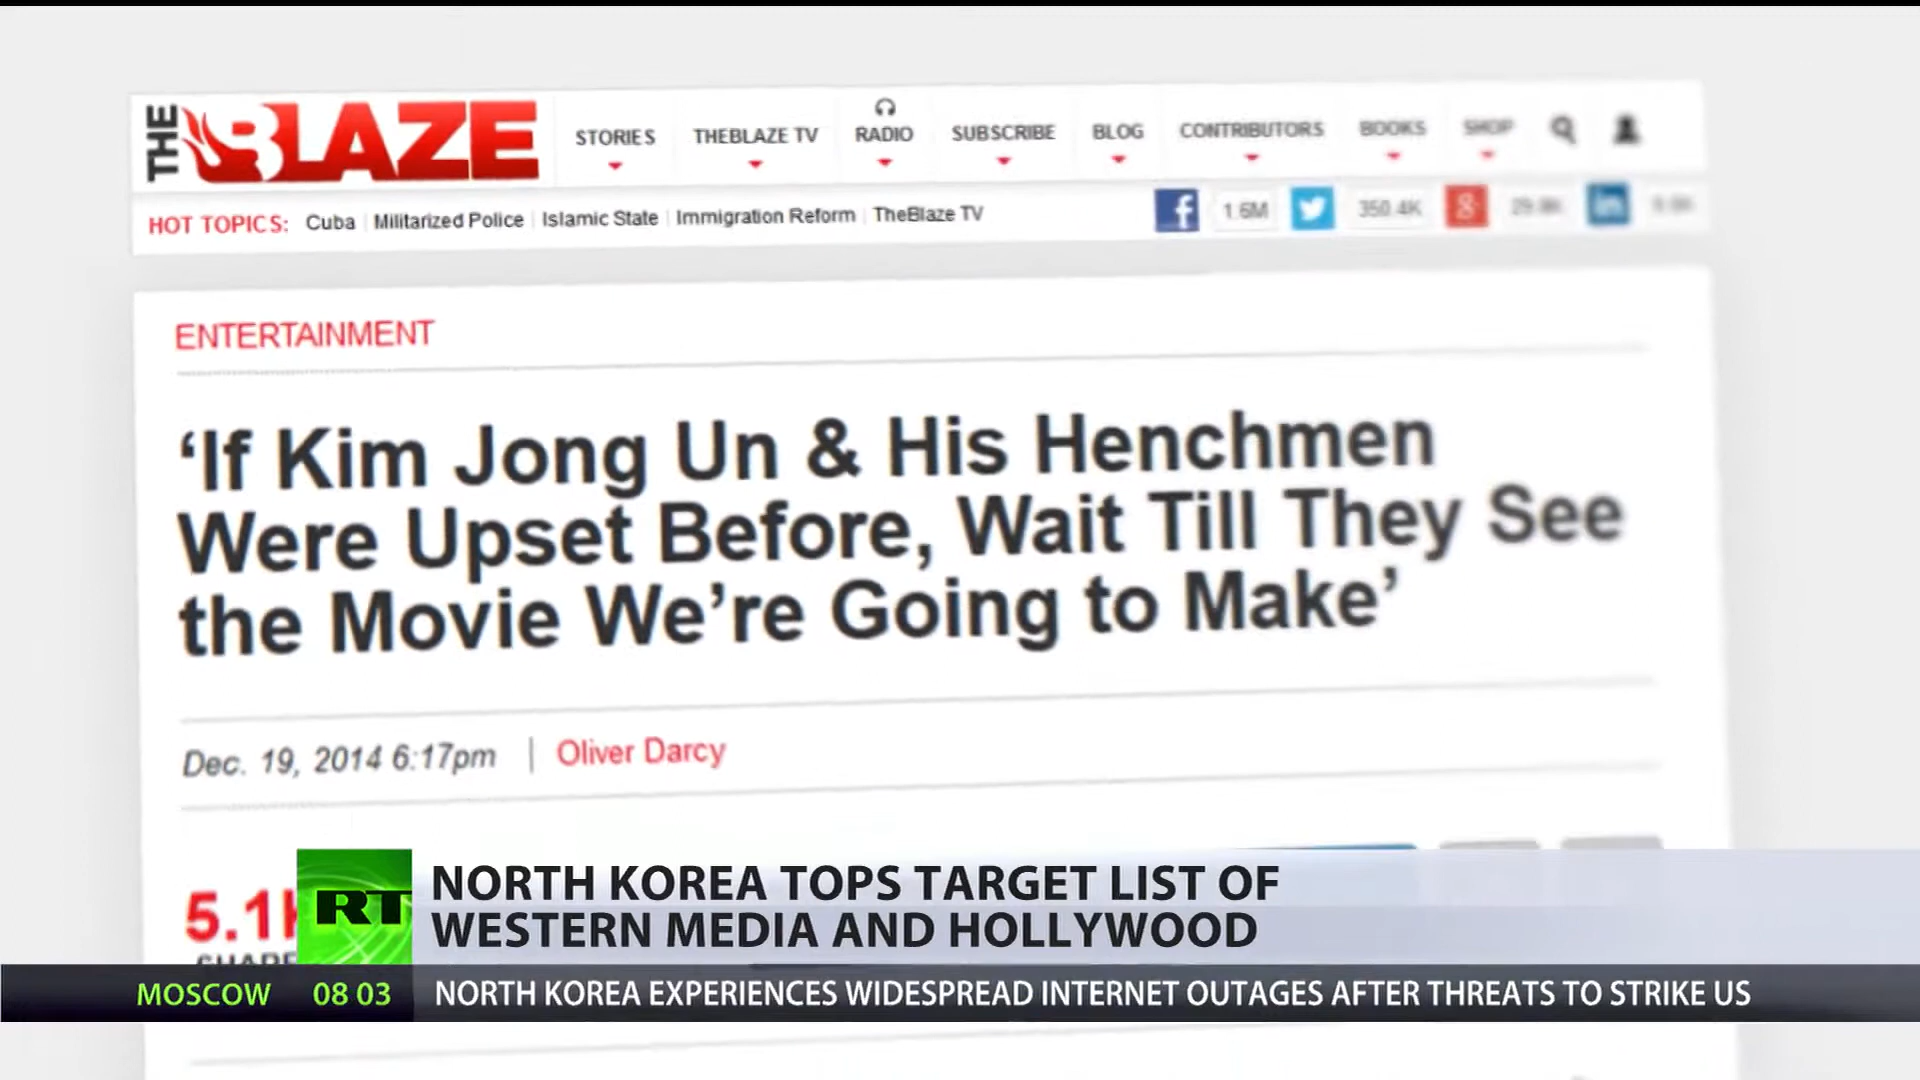 THE BLAZE
STORIES THEBLAZE TV RADIO SUBSCRIBE BLOG CONTRIBUTORS BOOKS SHOP
HOT TOPICS: Cuba Militarized Police Islamic State Immigration Reform TheBlaze TV 1.6M 350.4K
ENTERTAINMENT
‘If Kim Jong Un & His Henchmen
Were Upset Before, Wait Till They See
the Movie We’re Going to Make’
Dec. 19, 2014 6:17pm | Oliver Darcy
5.1
RT
NORTH KOREA TOPS TARGET LIST OF
WESTERN MEDIA AND HOLLYWOOD
MOSCOW 08 03 NORTH KOREA EXPERIENCES WIDESPREAD INTERNET OUTAGES AFTER THREATS TO STRIKE US